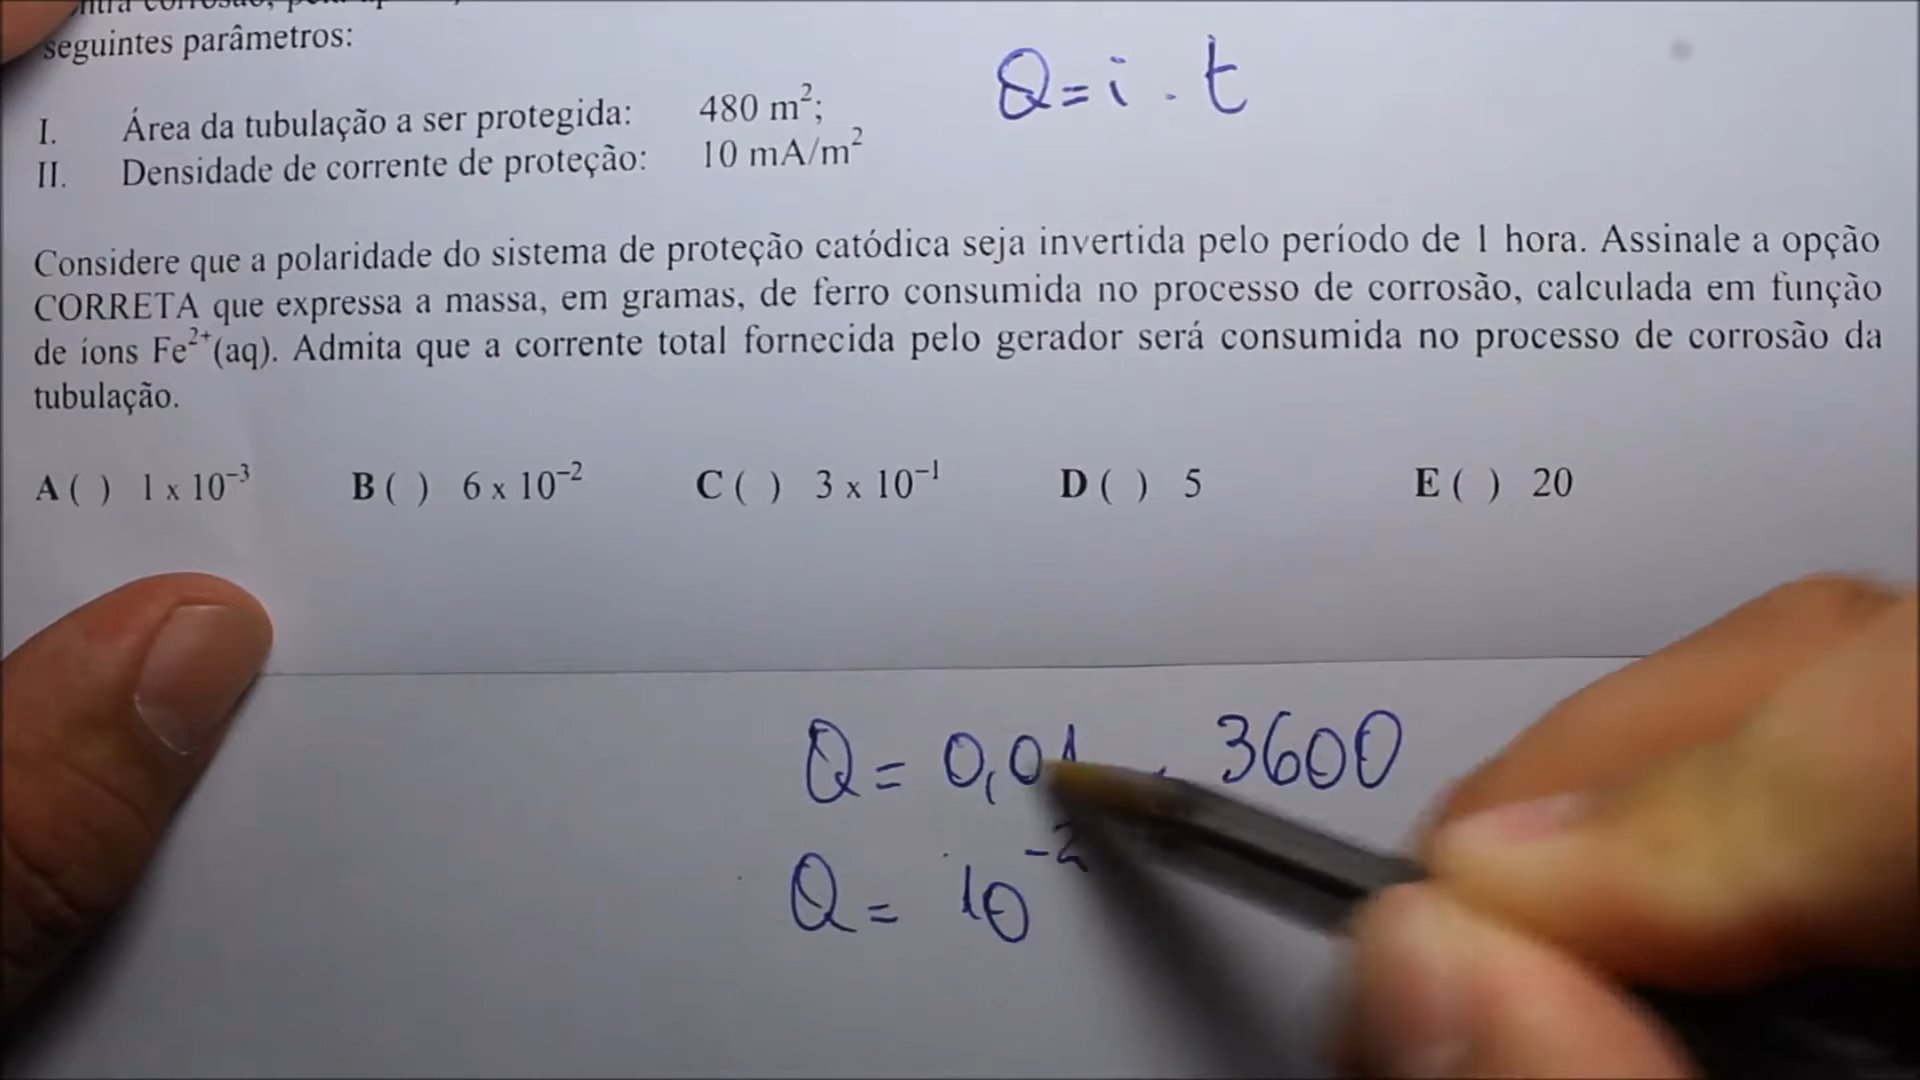 seguintes parâmetros:
Q = i . t
I. Área da tubulação a ser protegida: 480 m²;
II. Densidade de corrente de proteção: 10 mA/m²
Considere que a polaridade do sistema de proteção catódica seja invertida pelo período de 1 hora. Assinale a opção
CORRETA que expressa a massa, em gramas, de ferro consumida no processo de corrosão, calculada em função
de íons Fe²⁺(aq). Admita que a corrente total fornecida pelo gerador será consumida no processo de corrosão da
tubulação.
A ( ) 1 x 10⁻³ B ( ) 6 x 10⁻² C ( ) 3 x 10⁻¹ D ( ) 5 E ( ) 20
Q = 0,01 . 3600
Q = 10⁻²